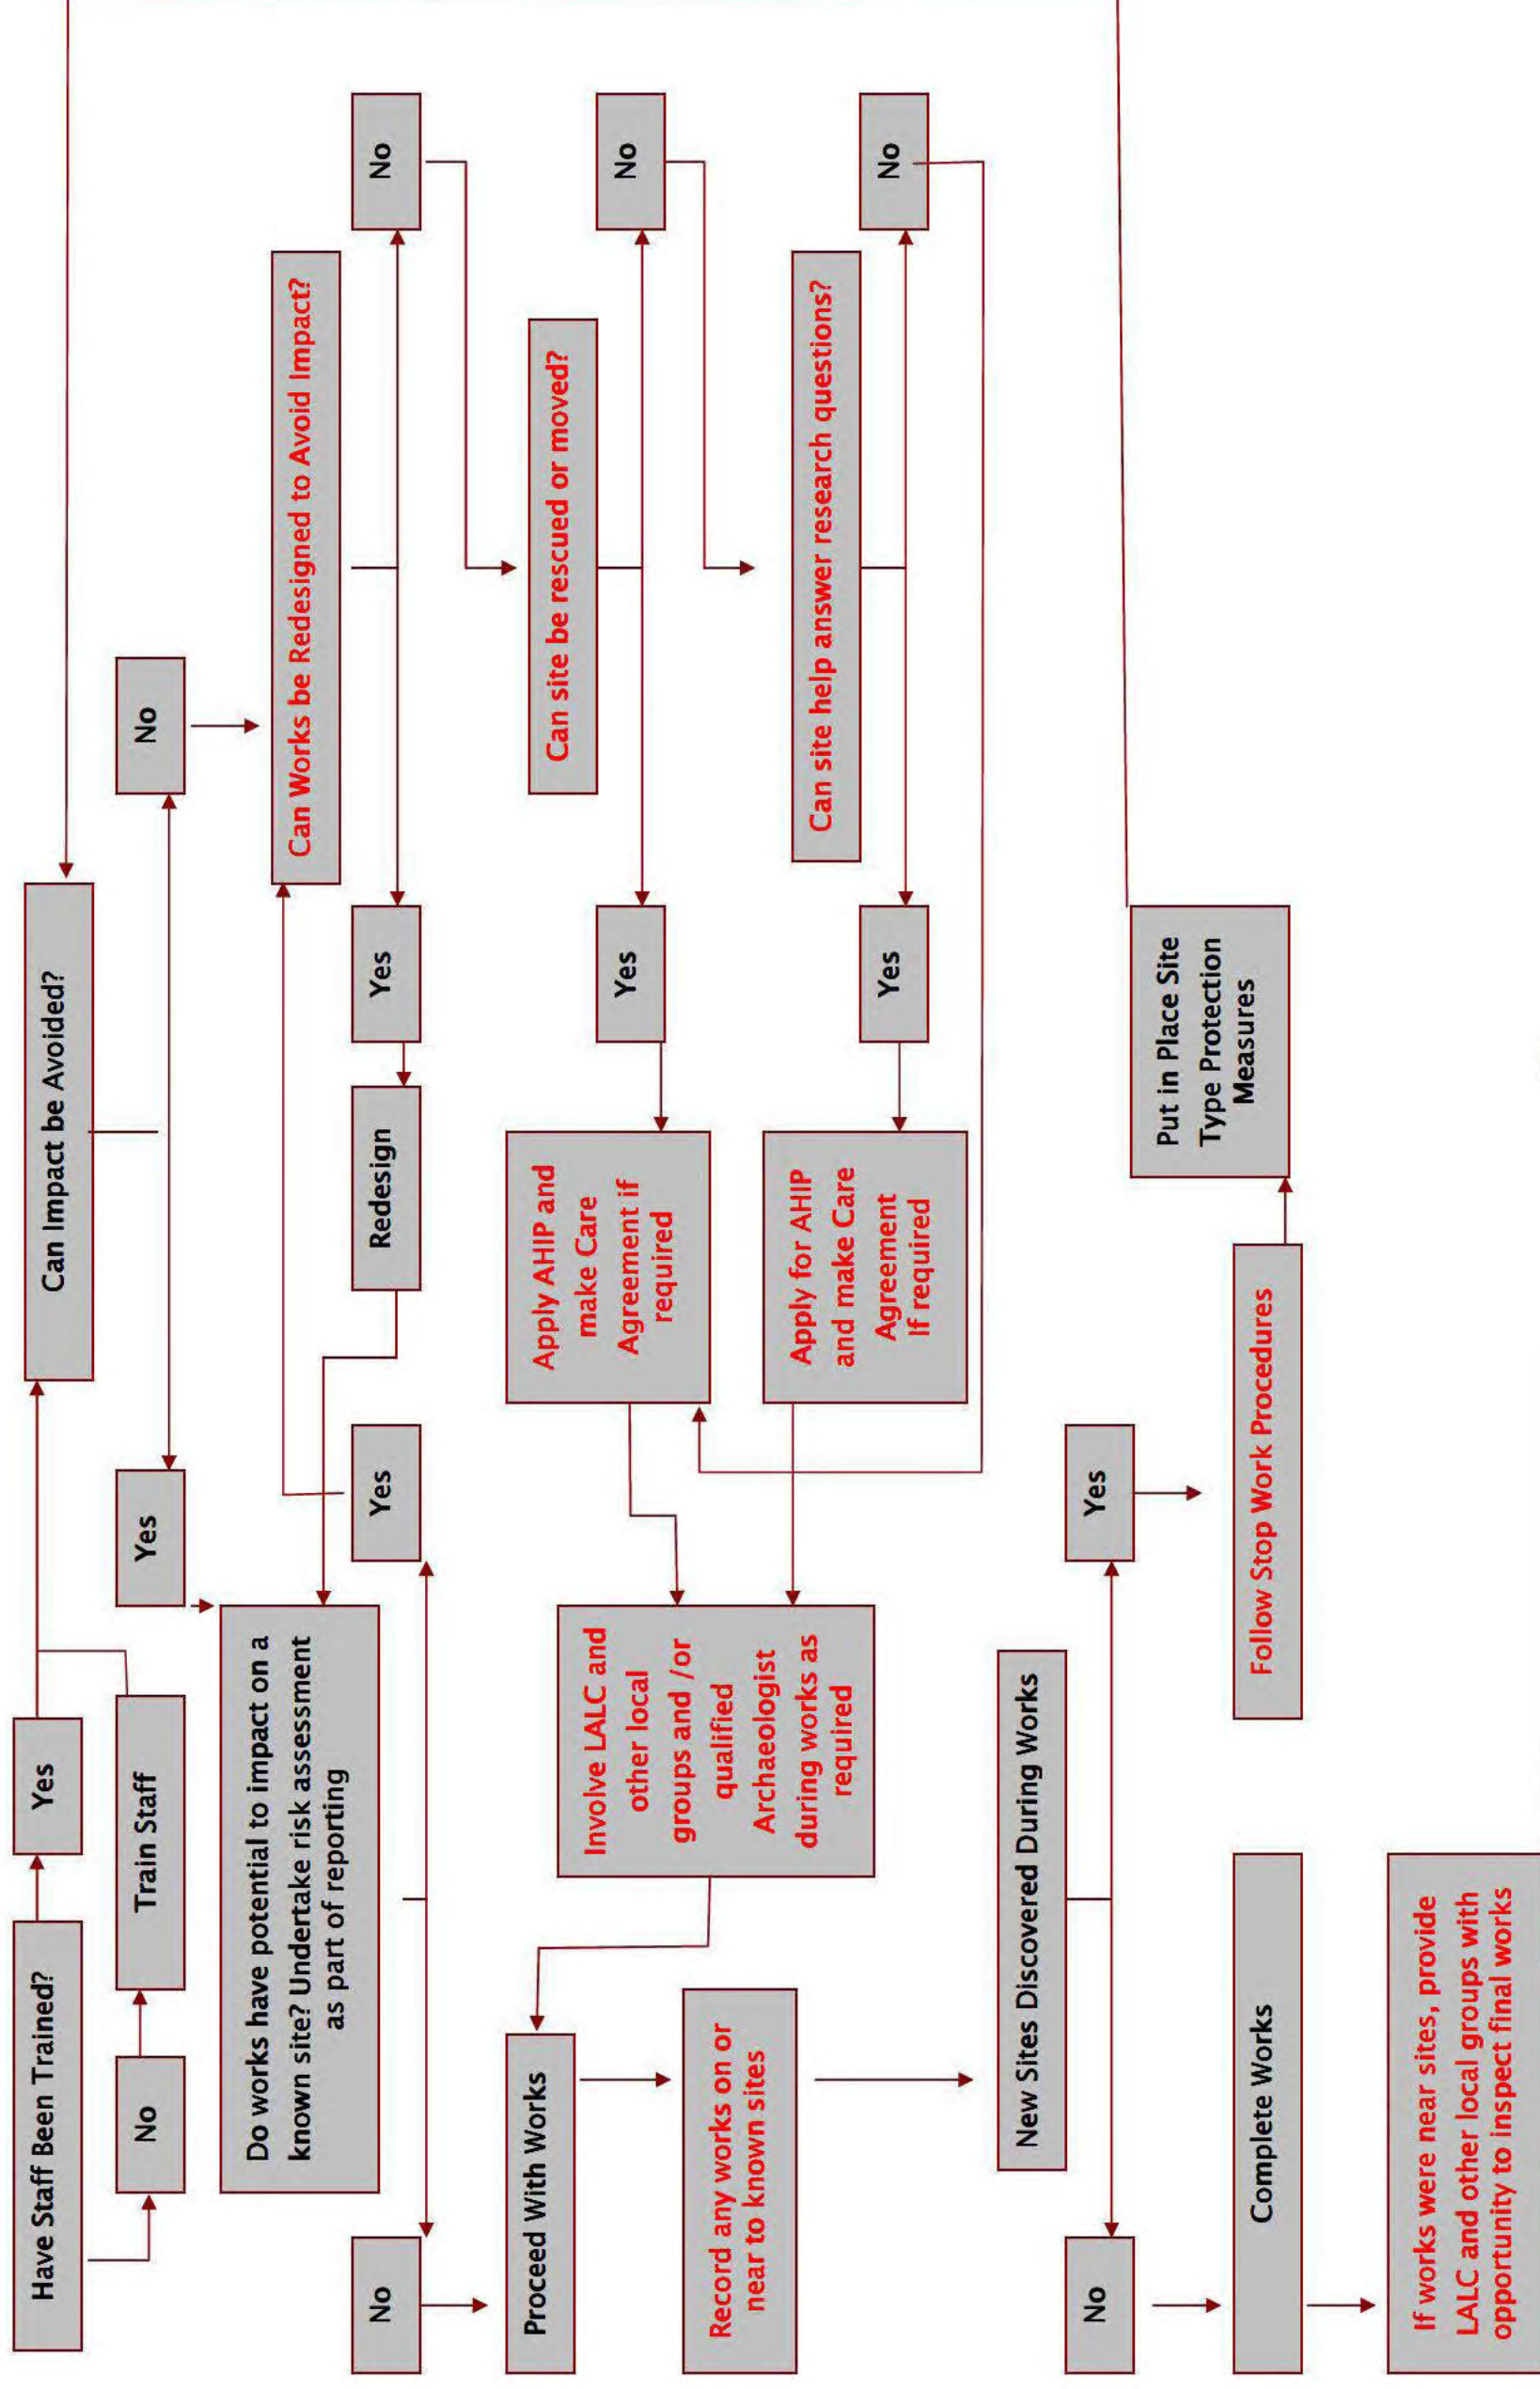 Have Staff Been Trained?
Yes
Can Impact be Avoided?
No
Train Staff
Yes
No
Do works have potential to impact on a
known site? Undertake risk assessment
as part of reporting
Can Works be Redesigned to Avoid Impact?
No
Yes
Redesign
Yes
No
Proceed With Works
Apply AHIP and
make Care
Agreement if
required
Can site be rescued or moved?
Yes
No
Involve LALC and
other local
groups and /or
qualified
Archaeologist
during works as
required
Record any works on or
near to known sites
Apply for AHIP
and make Care
Agreement
If required
Can site help answer research questions?
Yes
No
New Sites Discovered During Works
No
Yes
Put in Place Site
Type Protection
Measures
Complete Works
Follow Stop Work Procedures
If works were near sites, provide
LALC and other local groups with
opportunity to inspect final works